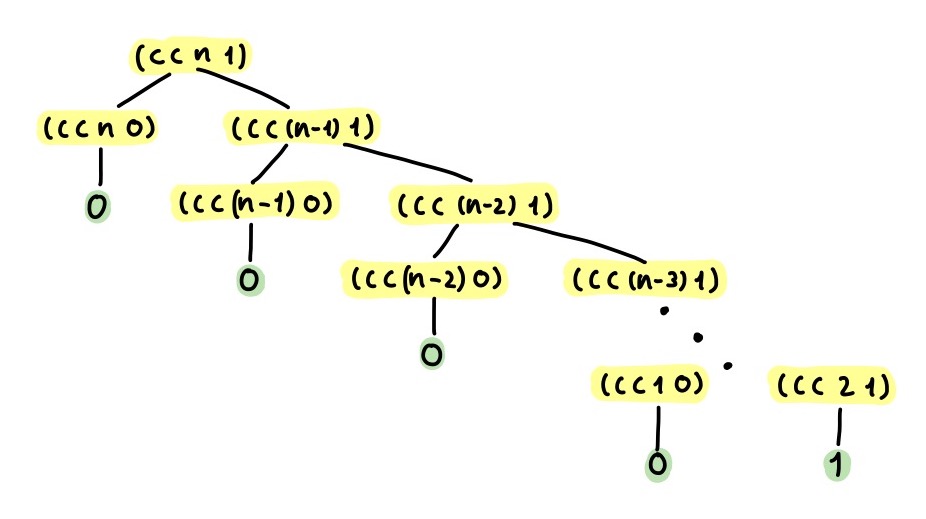 (CC n 1)
(CC n 0) (CC (n-1) 1)
0 (CC (n-1) 0) (CC (n-2) 1)
0 (CC (n-2) 0) (CC (n-3) 1)
0
(CC 1 0) (CC 2 1)
0 1